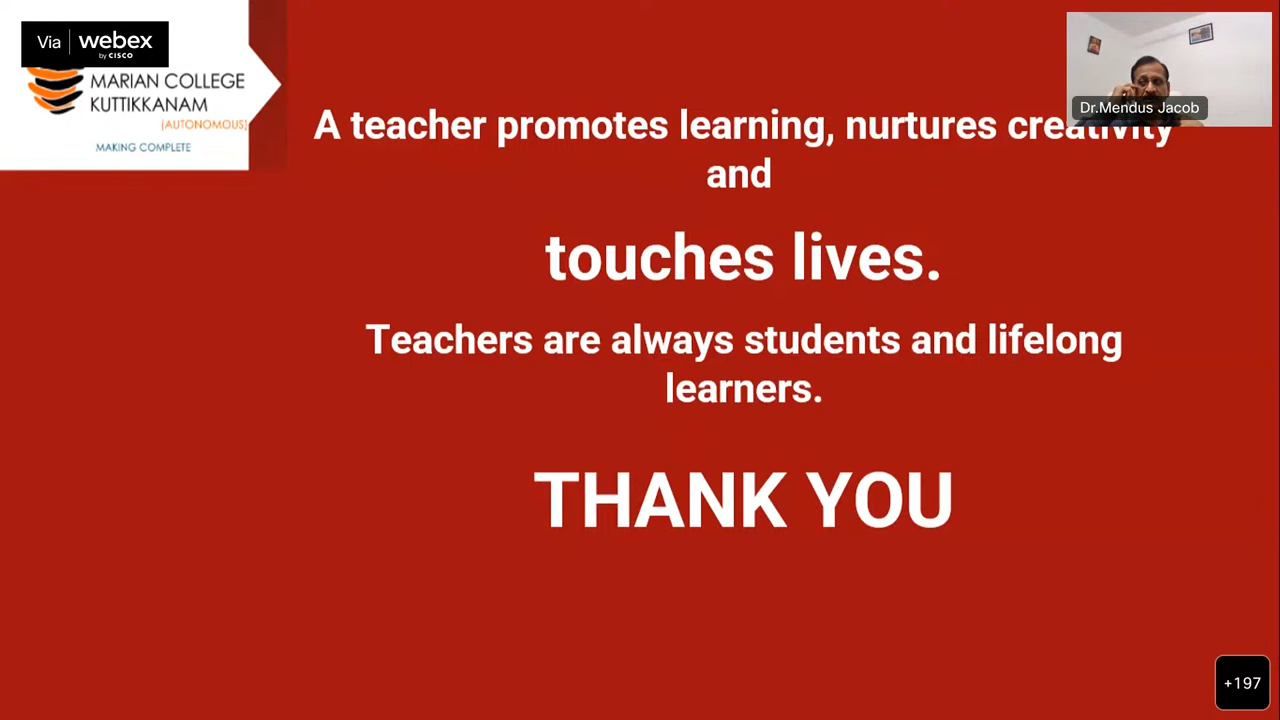 Via webex
by CISCO
MARIAN COLLEGE
KUTTIKKANAM
(AUTONOMOUS)
MAKING COMPLETE
Dr.Mendus Jacob
A teacher promotes learning, nurtures creativity
and
touches lives.
Teachers are always students and lifelong
learners.
THANK YOU
+197